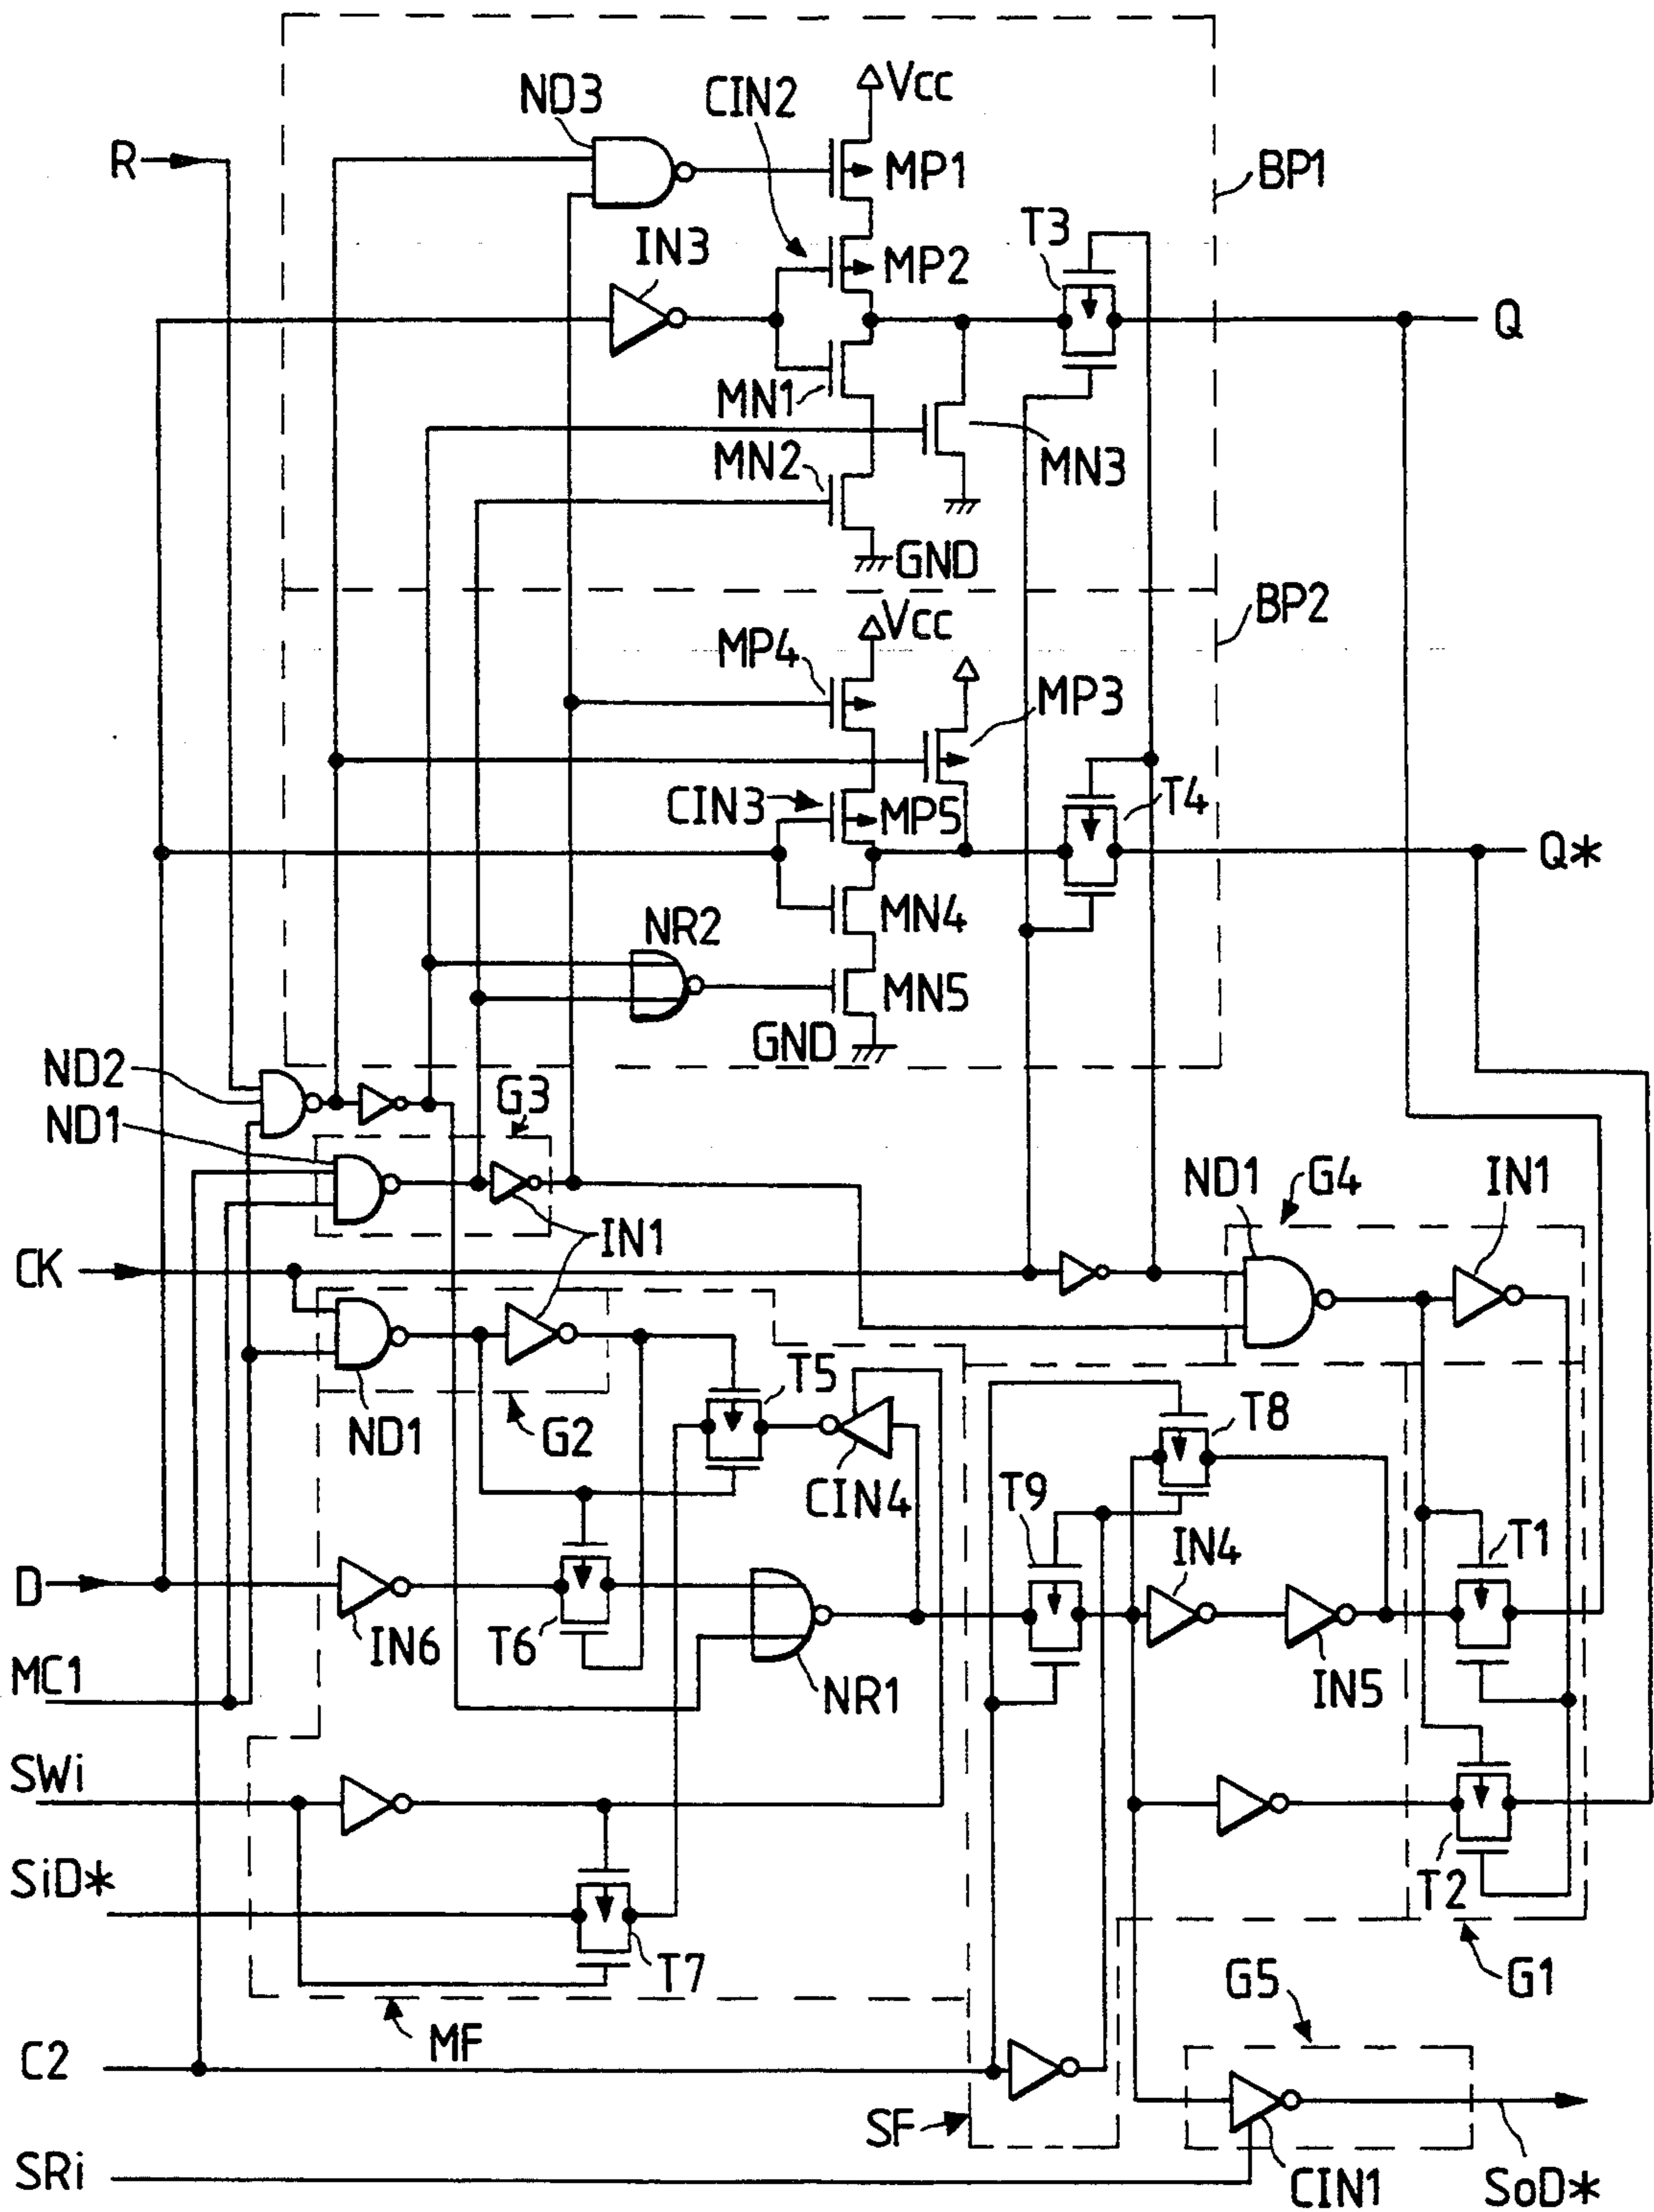 Vcc
ND3
CIN2
R
MP1
BP1
IN3
T3
MP2
Q
MN1
MN2
MN3
GND
Vcc
BP2
MP4
MP3
CIN3
MP5
T4
Q*
NR2
MN4
MN5
GND
ND2
G3
ND1
ND1
G4
IN1
CK
IN1
T5
T8
ND1
G2
CIN4
T9
IN4
T1
D
IN6
T6
NR1
IN5
MC1
SWi
SiD*
T2
T7
G5
G1
MF
C2
SF
SRi
CIN1
SoD*